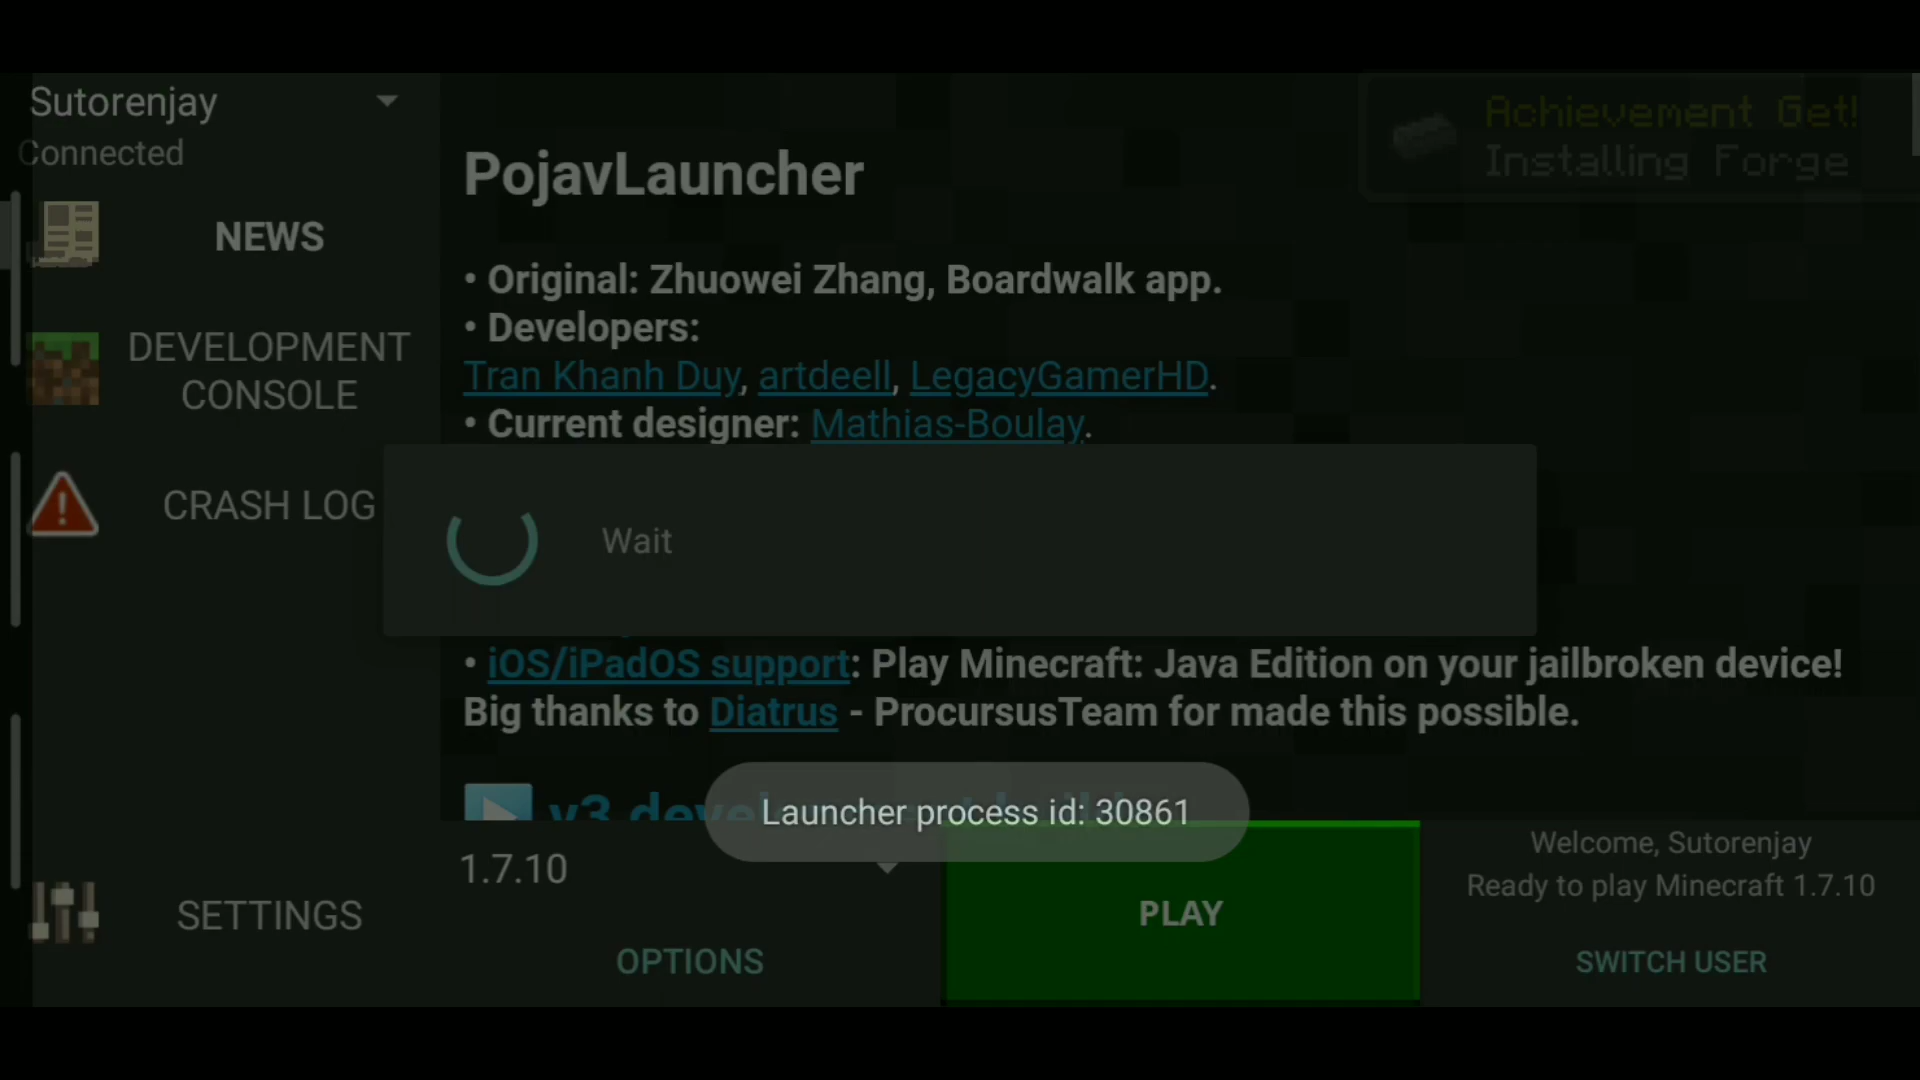 Sutorenjay
Connected
NEWS
DEVELOPMENT
CONSOLE
CRASH LOG
SETTINGS
Achievement Get!
Installing Forge
PojavLauncher
• Original: Zhuowei Zhang, Boardwalk app.
• Developers:
Tran Khanh Duy, artdeell, LegacyGamerHD.
• Current designer: Mathias-Boulay.
Wait
• iOS/iPadOS support: Play Minecraft: Java Edition on your jailbroken device!
Big thanks to Diatrus - ProcursusTeam for made this possible.
Launcher process id: 30861
1.7.10
OPTIONS
PLAY
Welcome, Sutorenjay
Ready to play Minecraft 1.7.10
SWITCH USER